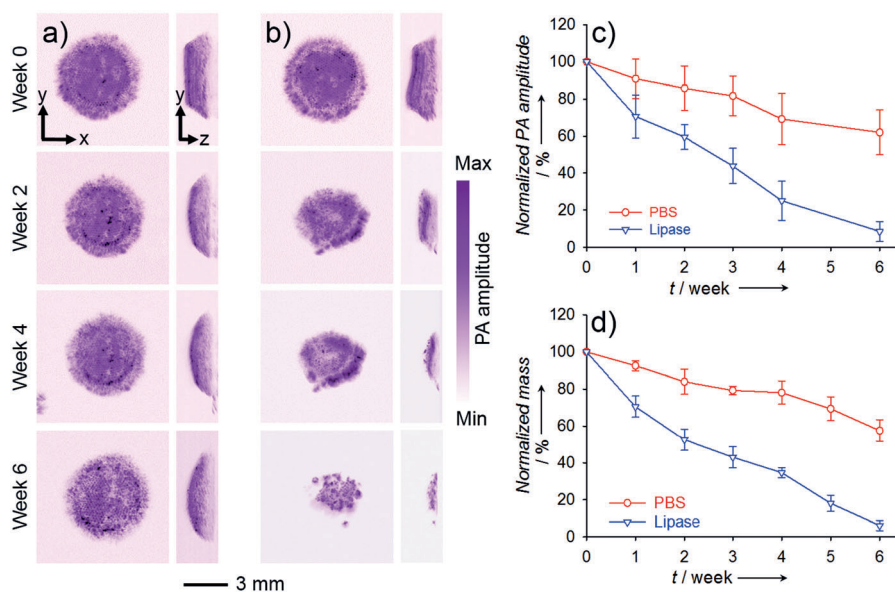 a)
b)
c)
d)
Week 0
Week 2
Week 4
Week 6
y
x
y
z
Max
PA amplitude
Min
3 mm
Normalized PA amplitude
/ %
120
100
80
60
40
20
0
PBS
Lipase
0 1 2 3 4 5 6
t / week
Normalized mass
/ %
120
100
80
60
40
20
0
PBS
Lipase
0 1 2 3 4 5 6
t / week